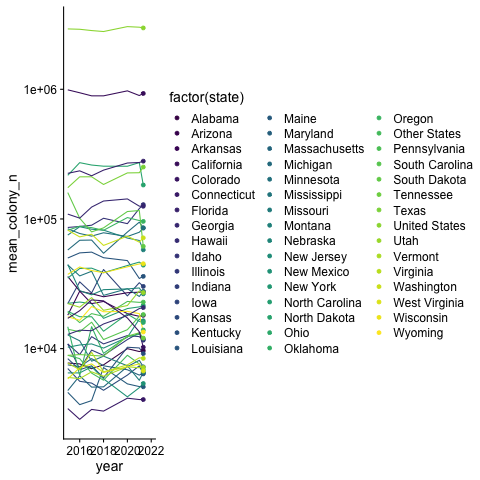 factor(state)
Alabama
Arizona
Arkansas
California
Colorado
Connecticut
Florida
Georgia
Hawaii
Idaho
Illinois
Indiana
Iowa
Kansas
Kentucky
Louisiana
Maine
Maryland
Massachusetts
Michigan
Minnesota
Mississippi
Missouri
Montana
Nebraska
New Jersey
New Mexico
New York
North Carolina
North Dakota
Ohio
Oklahoma
Oregon
Other States
Pennsylvania
South Carolina
South Dakota
Tennessee
Texas
United States
Utah
Vermont
Virginia
Washington
West Virginia
Wisconsin
Wyoming
mean_colony_n
1e+06
1e+05
1e+04
2016
2018
2020
2022
year